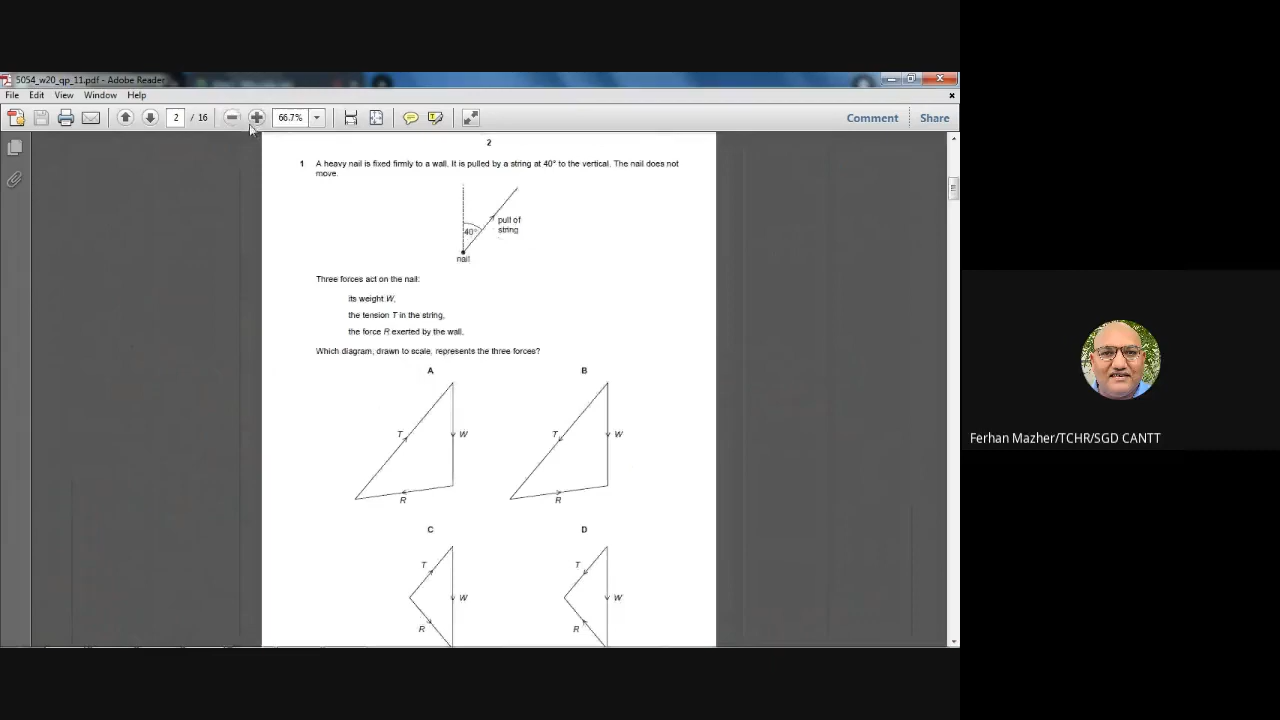 5054_w20_qp_11.pdf - Adobe Reader
File Edit View Window Help
2 / 16 66.7% Comment Share
2
1 A heavy nail is fixed firmly to a wall. It is pulled by a string at 40° to the vertical. The nail does not
move.
40°
pull of
string
nail
Three forces act on the nail:
its weight W,
the tension T in the string,
the force R exerted by the wall.
Which diagram, drawn to scale, represents the three forces?
A B
T W T W
R R
C D
T T
W W
R R
Ferhan Mazher/TCHR/SGD CANTT